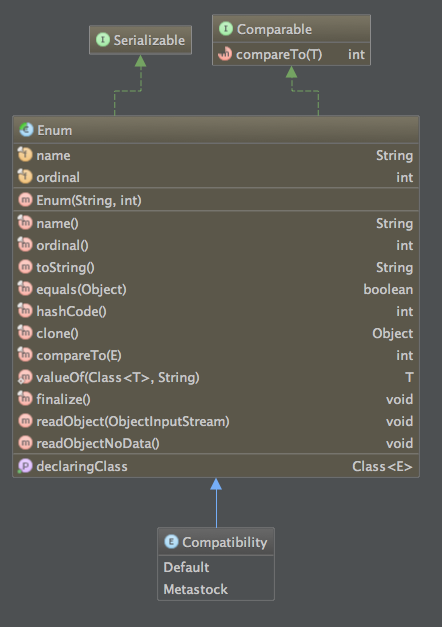 Serializable
Comparable
compareTo(T) int
Enum
name String
ordinal int
Enum(String, int)
name() String
ordinal() int
toString() String
equals(Object) boolean
hashCode() int
clone() Object
compareTo(E) int
valueOf(Class<T>, String) T
finalize() void
readObject(ObjectInputStream) void
readObjectNoData() void
declaringClass Class<E>
Compatibility
Default
Metastock